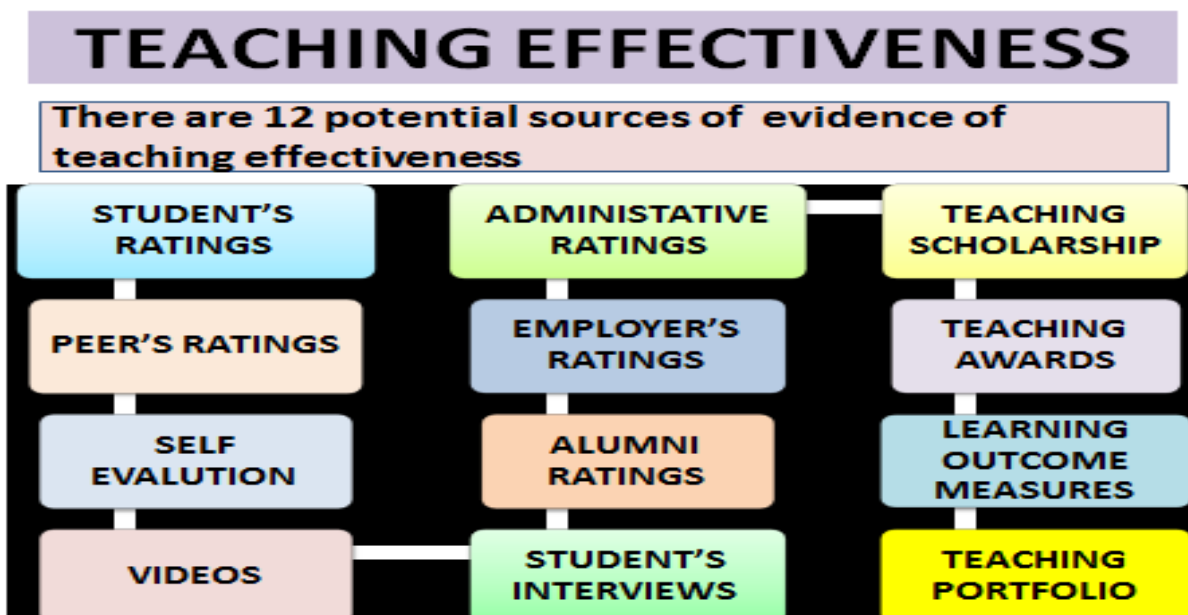 TEACHING EFFECTIVENESS
There are 12 potential sources of evidence of
teaching effectiveness
STUDENT'S
RATINGS
PEER'S RATINGS
SELF
EVALUTION
VIDEOS
STUDENT'S
INTERVIEWS
ALUMNI
RATINGS
EMPLOYER'S
RATINGS
ADMINISTATIVE
RATINGS
TEACHING
SCHOLARSHIP
TEACHING
AWARDS
LEARNING
OUTCOME
MEASURES
TEACHING
PORTFOLIO